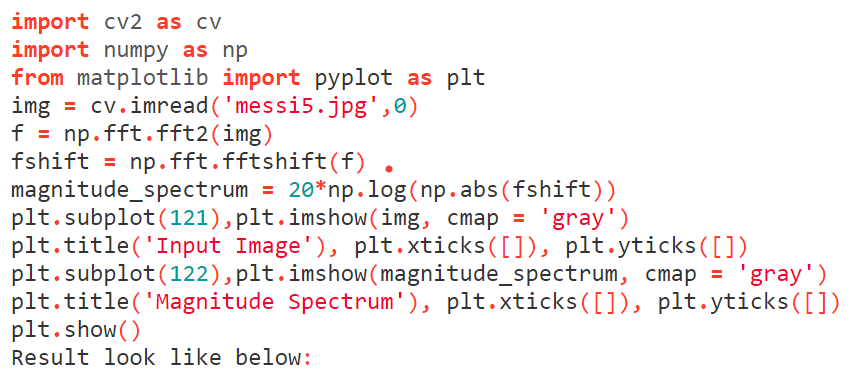 import cv2 as cv
import numpy as np
from matplotlib import pyplot as plt
img = cv.imread('messi5.jpg',0)
f = np.fft.fft2(img)
fshift = np.fft.fftshift(f)
magnitude_spectrum = 20*np.log(np.abs(fshift))
plt.subplot(121),plt.imshow(img, cmap = 'gray')
plt.title('Input Image'), plt.xticks([]), plt.yticks([])
plt.subplot(122),plt.imshow(magnitude_spectrum, cmap = 'gray')
plt.title('Magnitude Spectrum'), plt.xticks([]), plt.yticks([])
plt.show()
Result look like below: